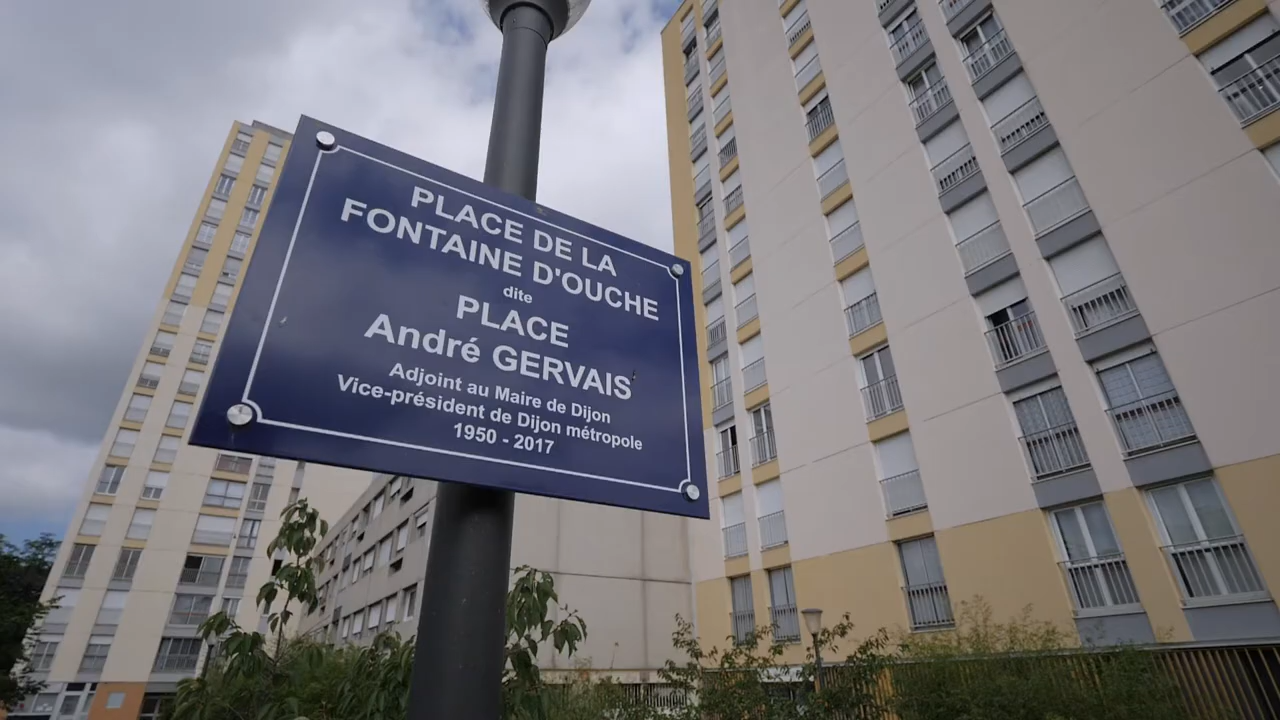 PLACE DE LA
FONTAINE D'OUCHE
dite
PLACE
André GERVAIS
Adjoint au Maire de Dijon
Vice-président de Dijon métropole
1950 - 2017